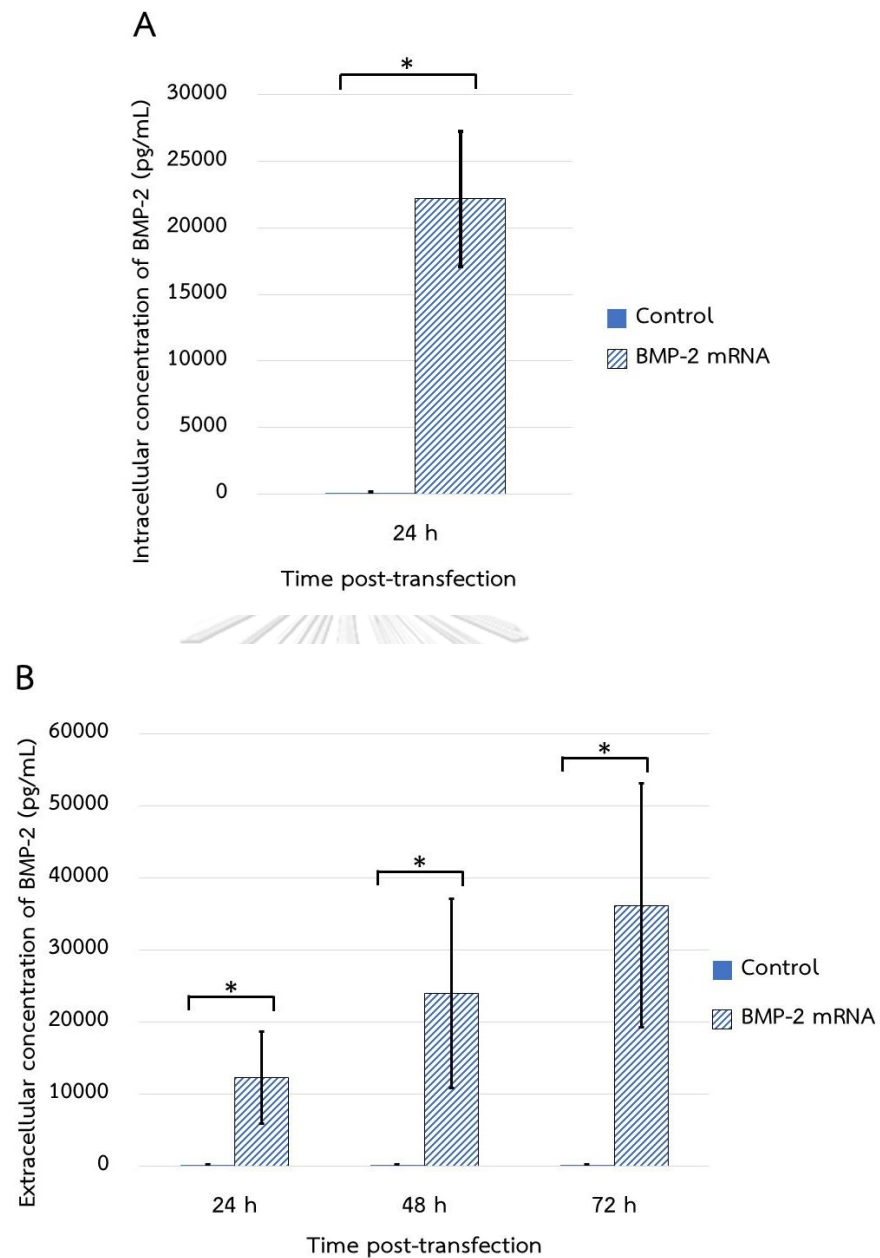 A
*
Intracellular concentration of BMP-2 (pg/mL)
30000
25000
20000
15000
10000
5000
0
Control
BMP-2 mRNA
24 h
Time post-transfection
B
Extracellular concentration of BMP-2 (pg/mL)
60000
50000
40000
30000
20000
10000
0
*
*
*
Control
BMP-2 mRNA
24 h 48 h 72 h
Time post-transfection